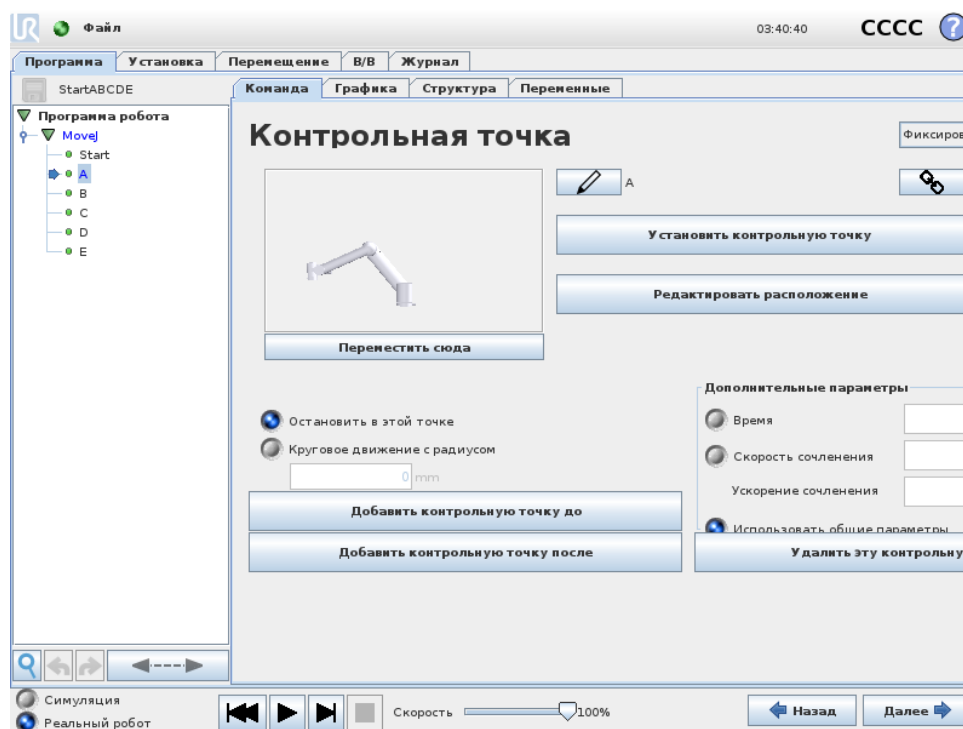 UR Файл 03:40:40 CCCC ?
Программа Установка Перемещение В/В Журнал
StartABCDE
Команда Графика Структура Переменные
Программа робота
MoveJ
Start
A
B
C
D
E
Контрольная точка
Фиксиров
A
Установить контрольную точку
Редактировать расположение
Переместить сюда
Остановить в этой точке
Круговое движение с радиусом
0 mm
Дополнительные параметры
Время
Скорость сочленения
Ускорение сочленения
Использовать общие параметры
Добавить контрольную точку до
Добавить контрольную точку после
Удалить эту контрольну
Симуляция
Реальный робот
Скорость 100%
Назад Далее